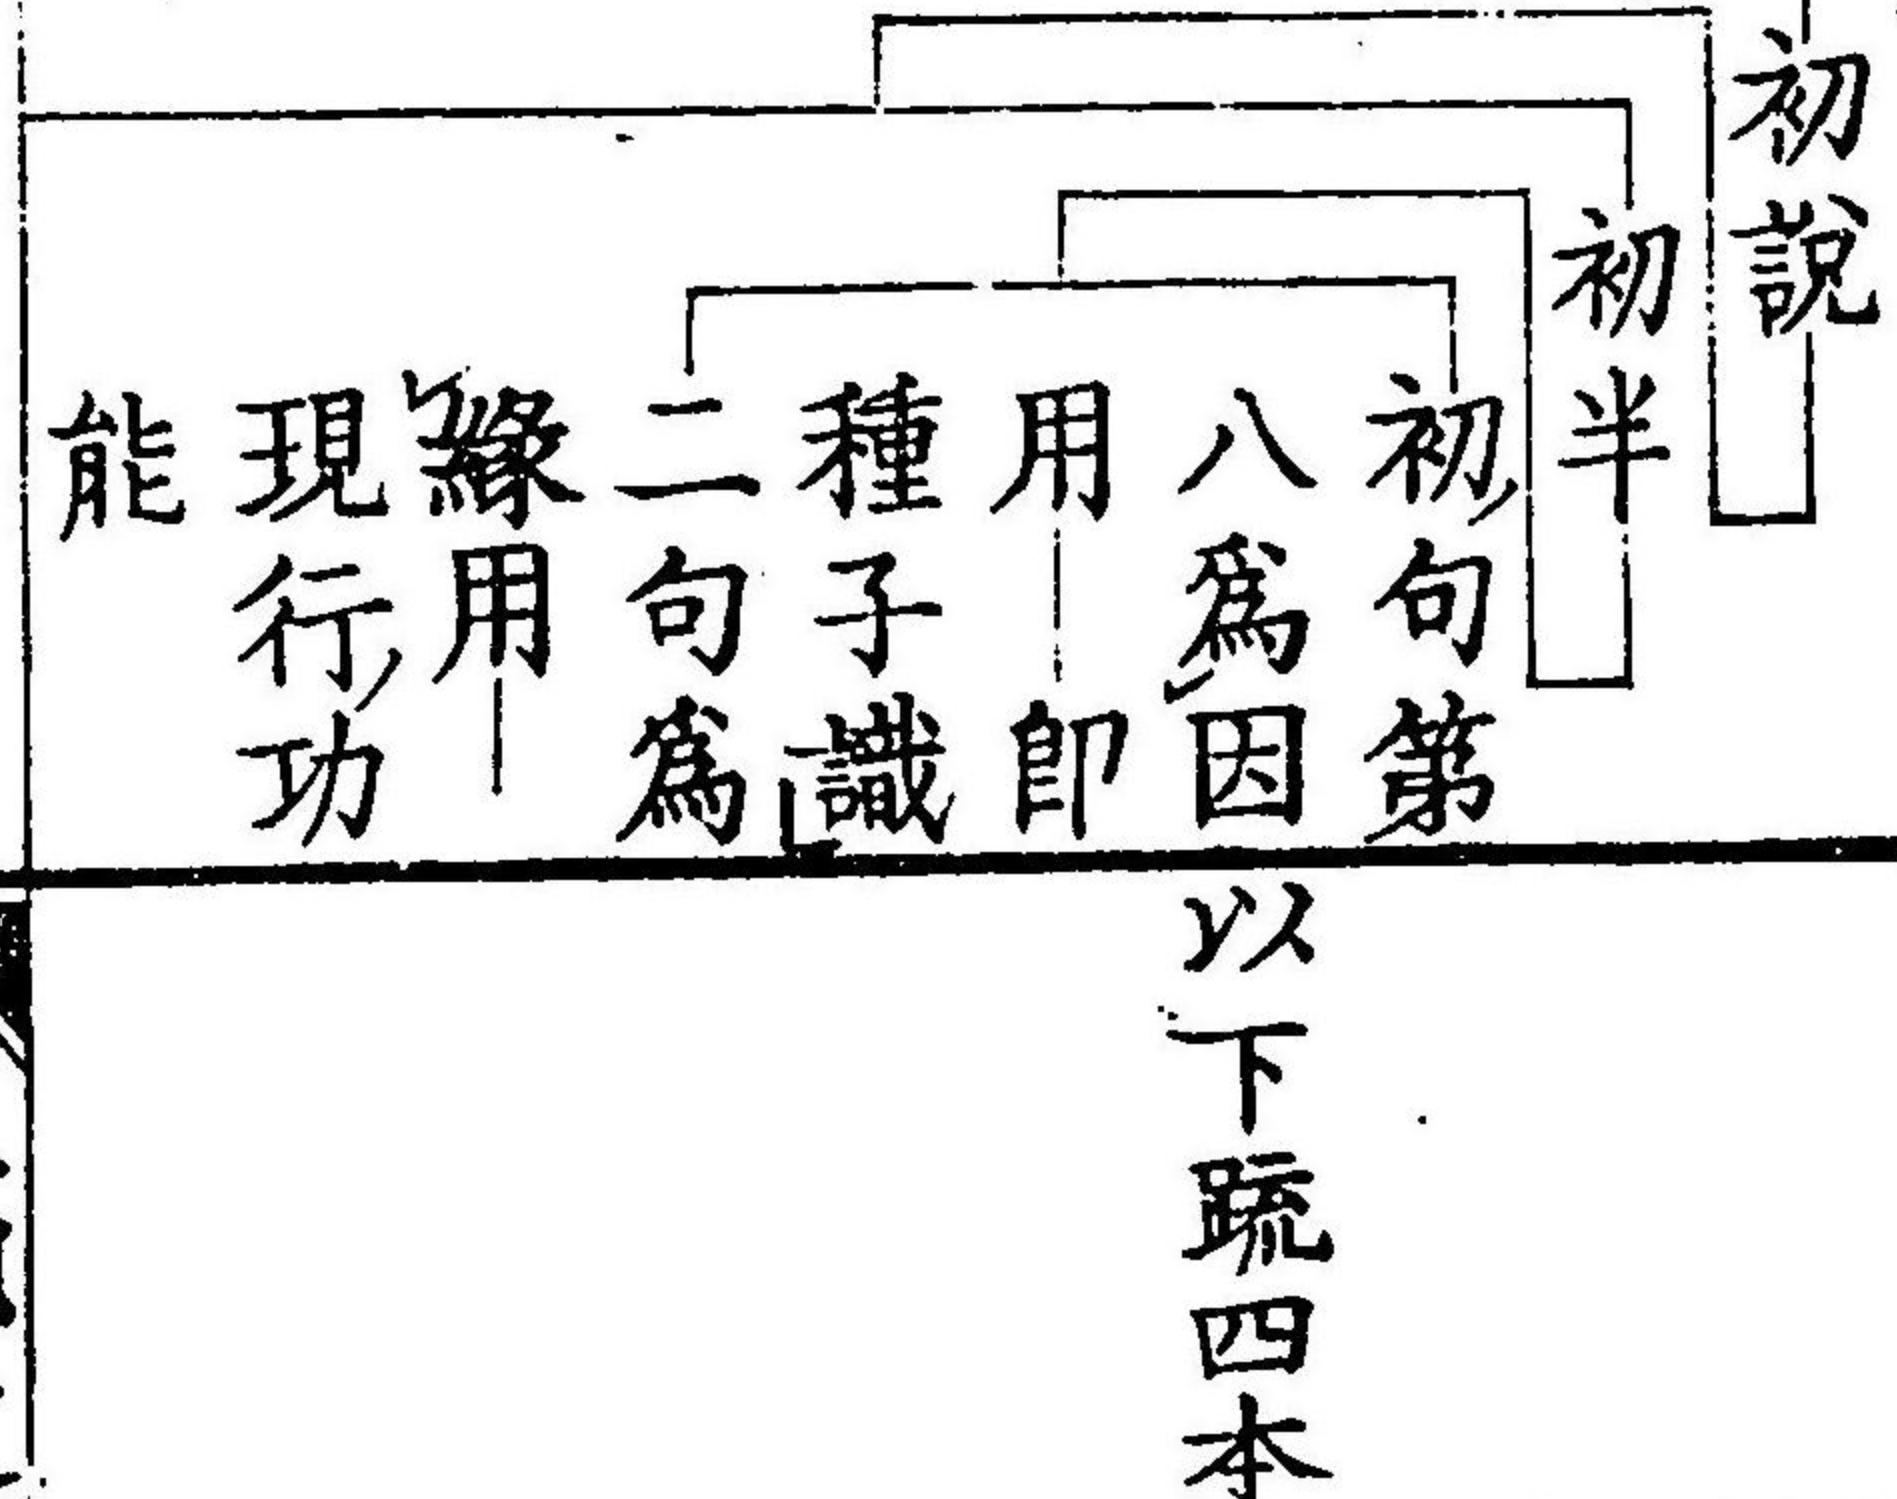 初說
初半
初句第
八爲因
用—即
種子識
二句爲
緣用—
現行功
能
以下疏四本